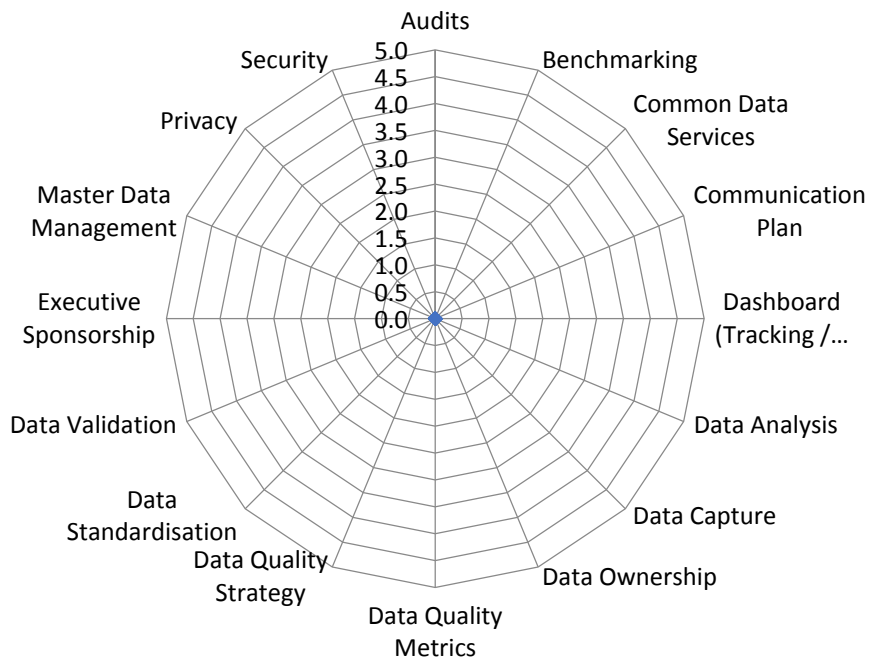 Audits
Benchmarking
Common Data
Services
Communication
Plan
Dashboard
(Tracking /...
Data Analysis
Data Capture
Data Ownership
Data Quality
Metrics
Data Quality
Strategy
Data
Standardisation
Data Validation
Executive
Sponsorship
Master Data
Management
Privacy
Security
5.0
4.5
4.0
3.5
3.0
2.5
2.0
1.5
1.0
0.5
0.0